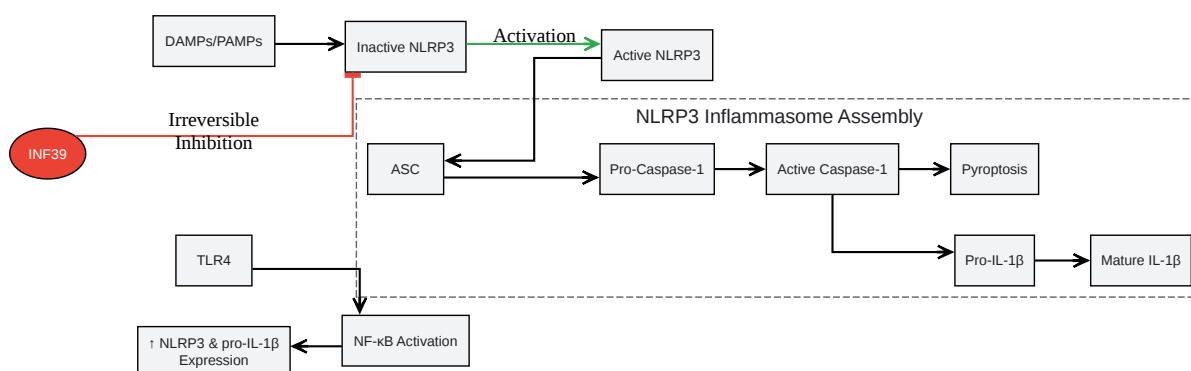 DAMPs/PAMPs
Inactive NLRP3
Activation
Active NLRP3
NLRP3 Inflammasome Assembly
Irreversible
Inhibition
INF39
ASC
Pro-Caspase-1
Active Caspase-1
Pyroptosis
TLR4
Pro-IL-1β
Mature IL-1β
NF-κB Activation
↑ NLRP3 & pro-IL-1β
Expression